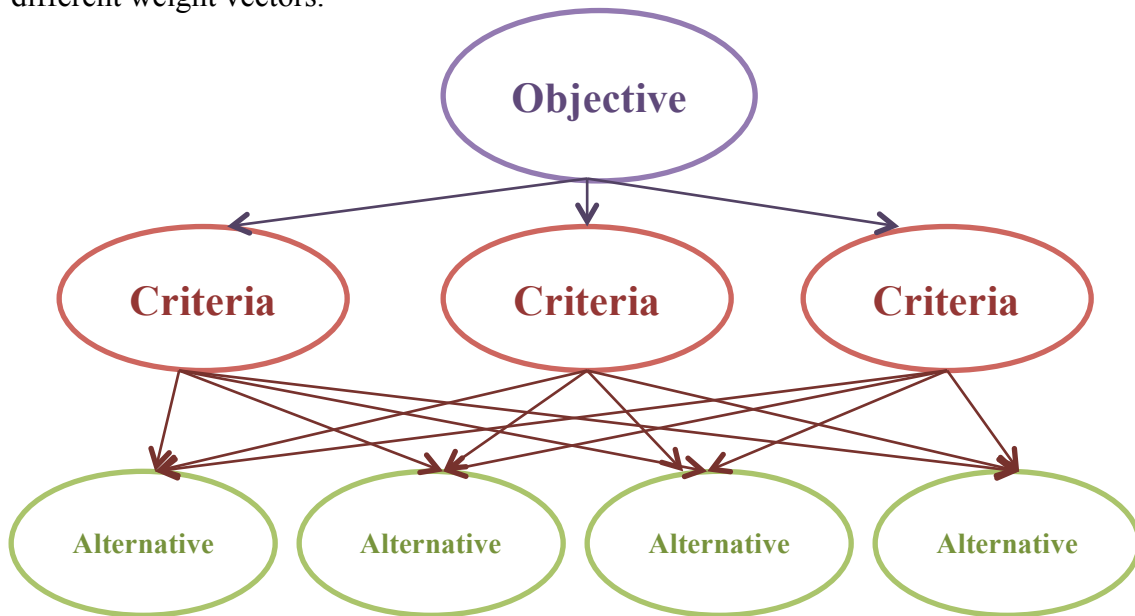 different weight vectors.
Objective
Criteria Criteria Criteria
Alternative Alternative Alternative Alternative